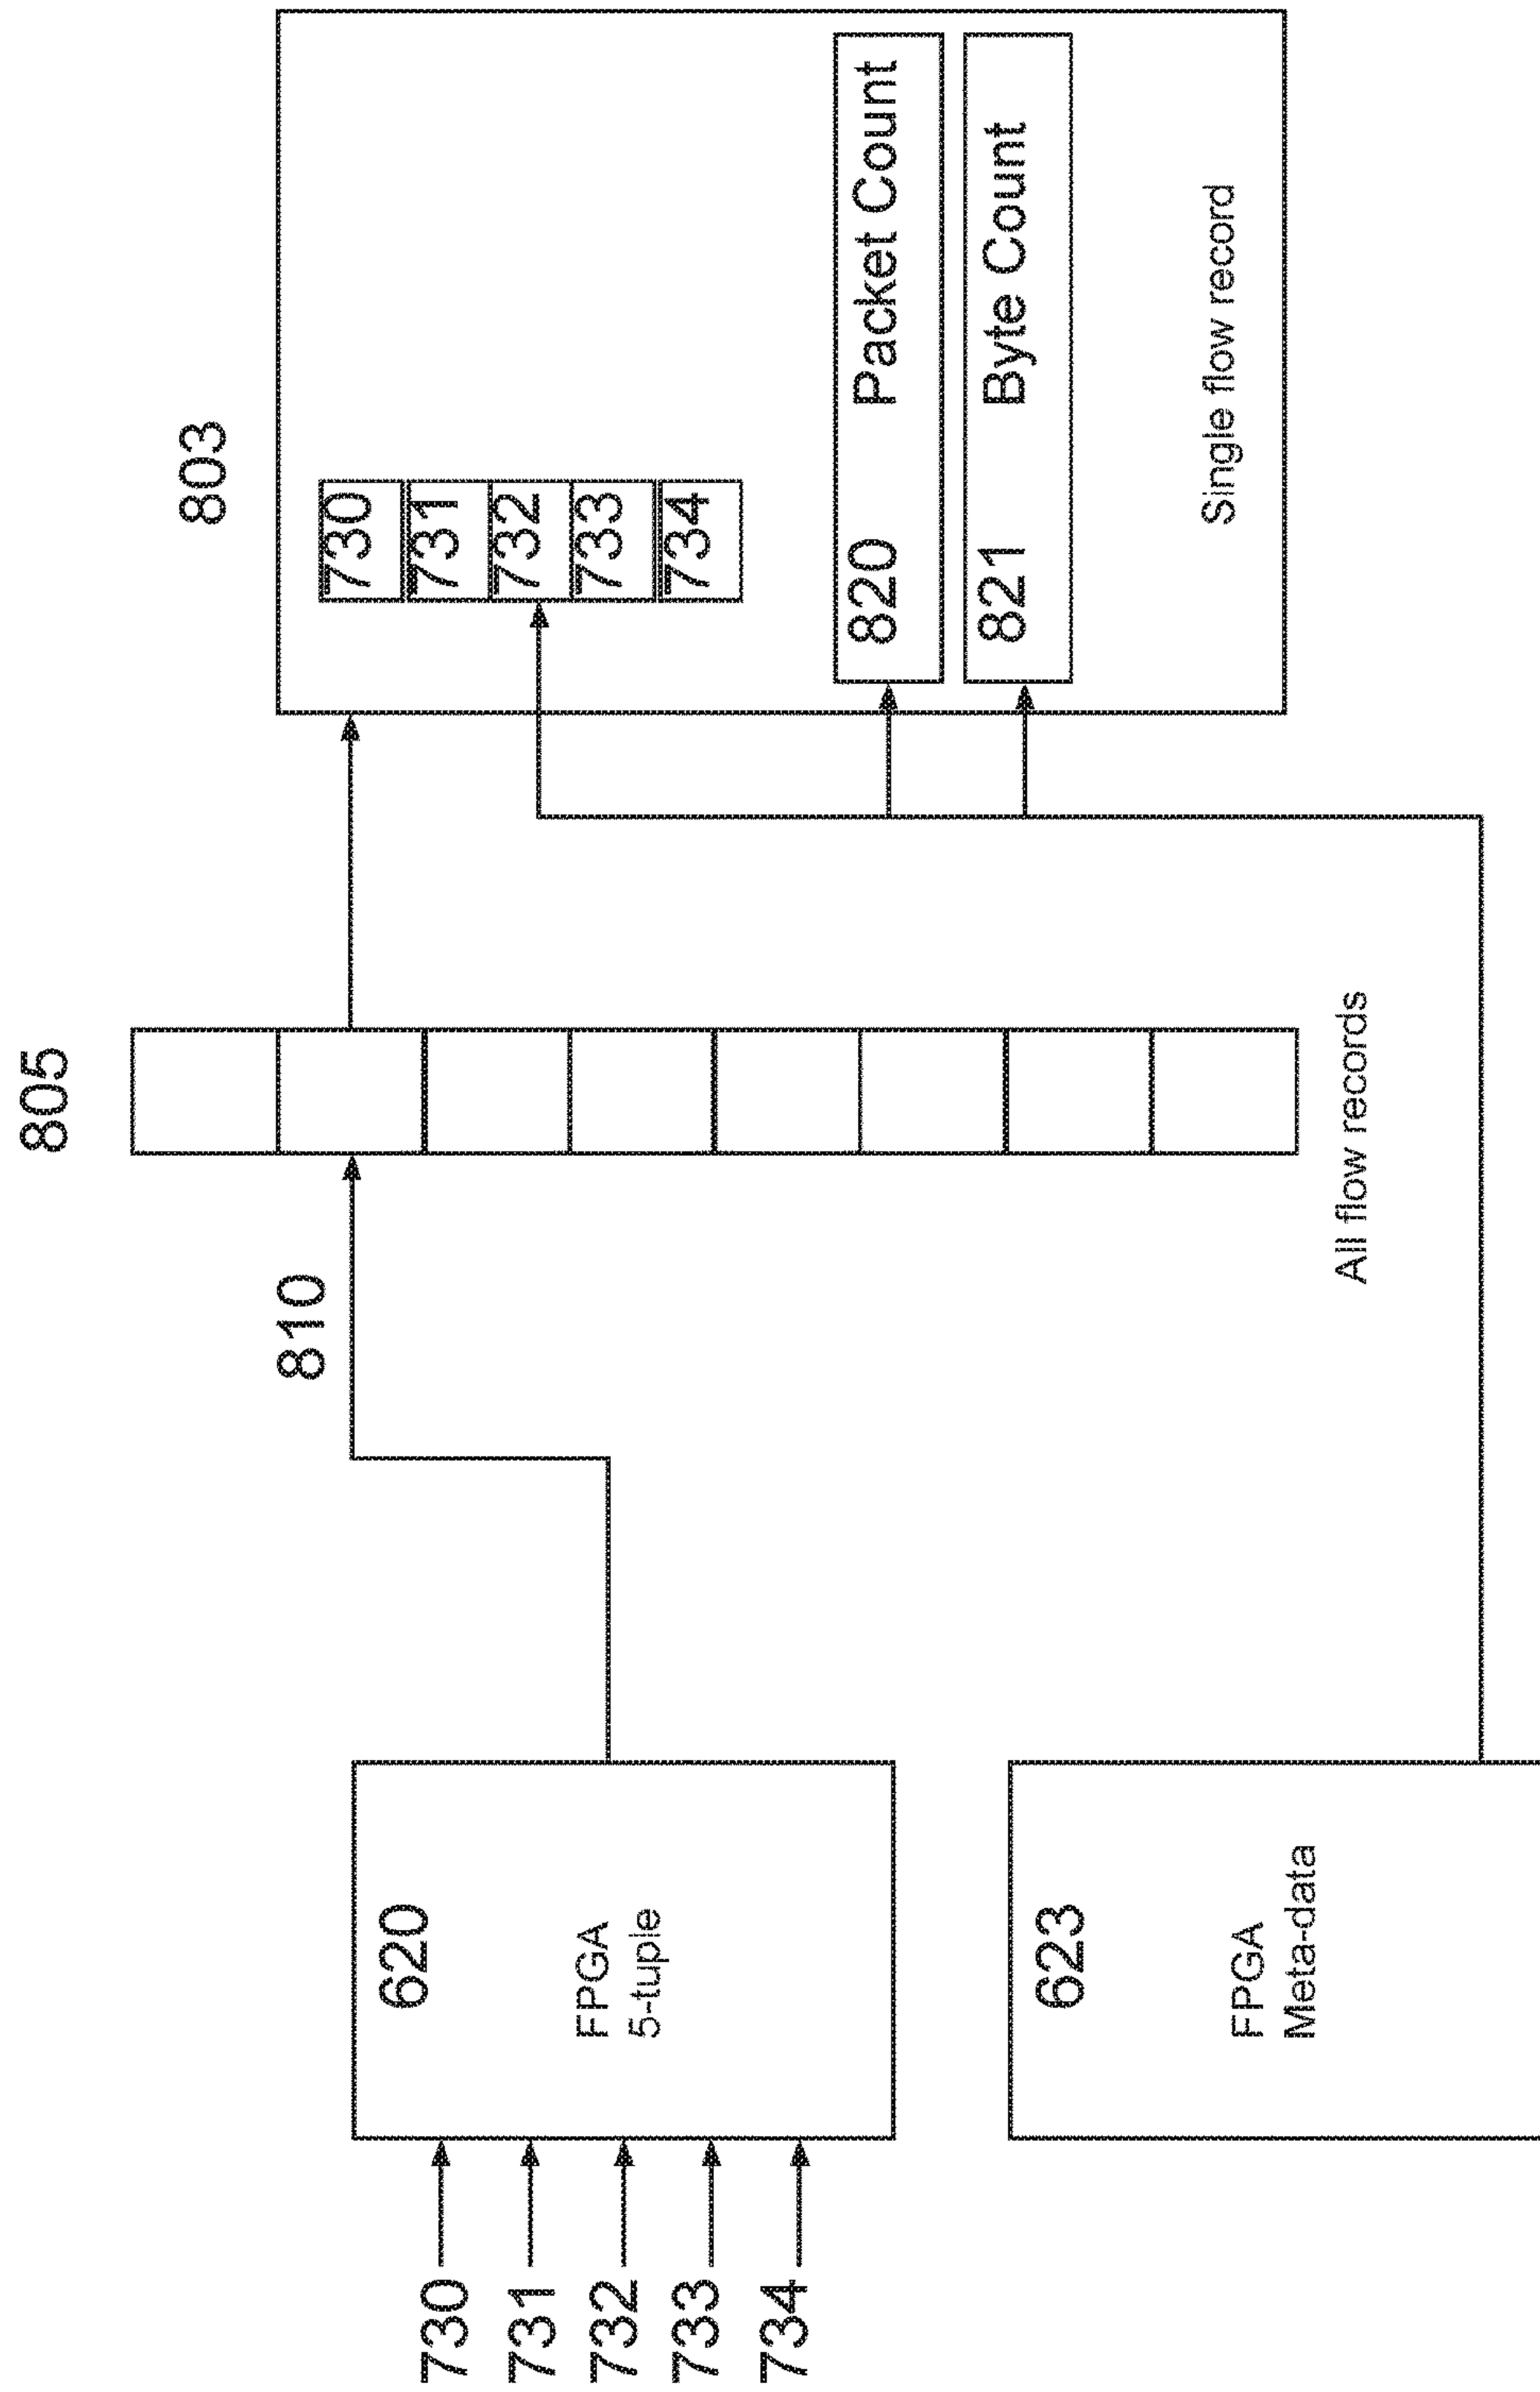 805
803
810
730
731
732
733
734
620
FPGA
5-tuple
623
FPGA
Meta-data
All flow records
730
731
732
733
734
820 Packet Count
821 Byte Count
Single flow record